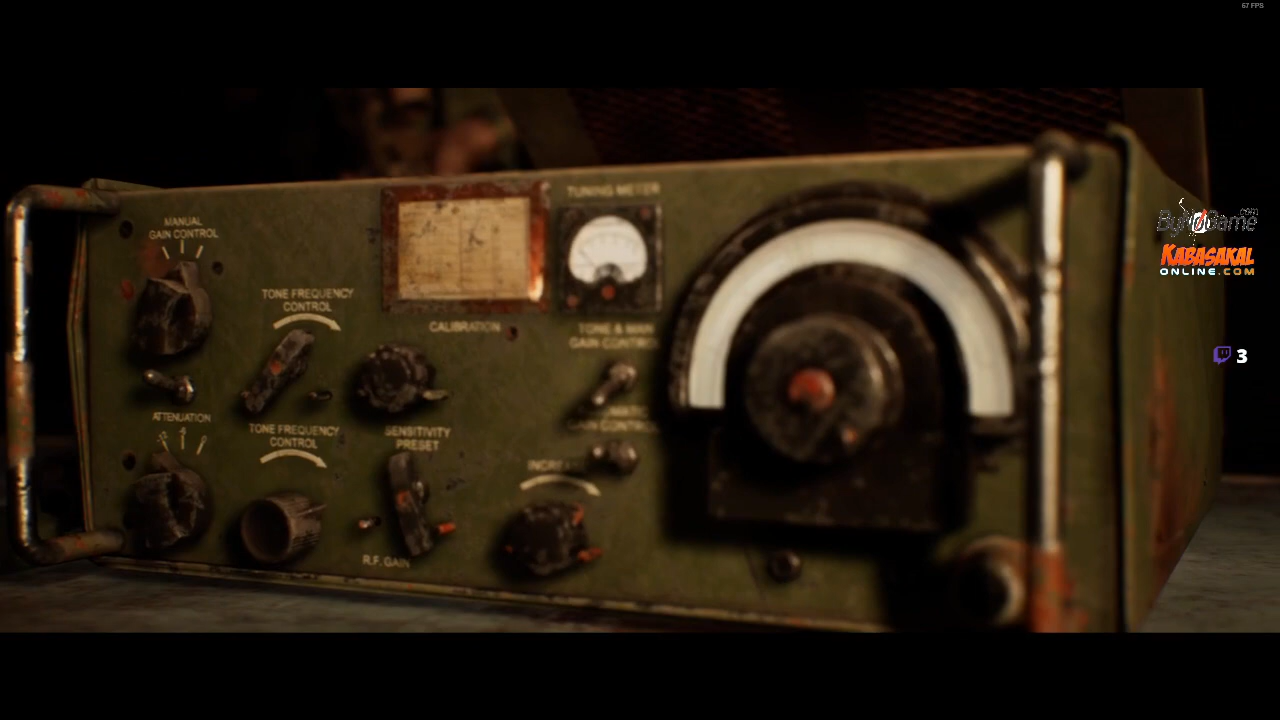 67 FPS
MANUAL
GAIN CONTROL
TUNING METER
TONE FREQUENCY
CONTROL
CALIBRATION
TONE & MAN
GAIN CONTROL
ATTENUATION
TONE FREQUENCY
CONTROL
SENSITIVITY
PRESET
R.F. GAIN
KABASAKAL
ONLINE.COM
3